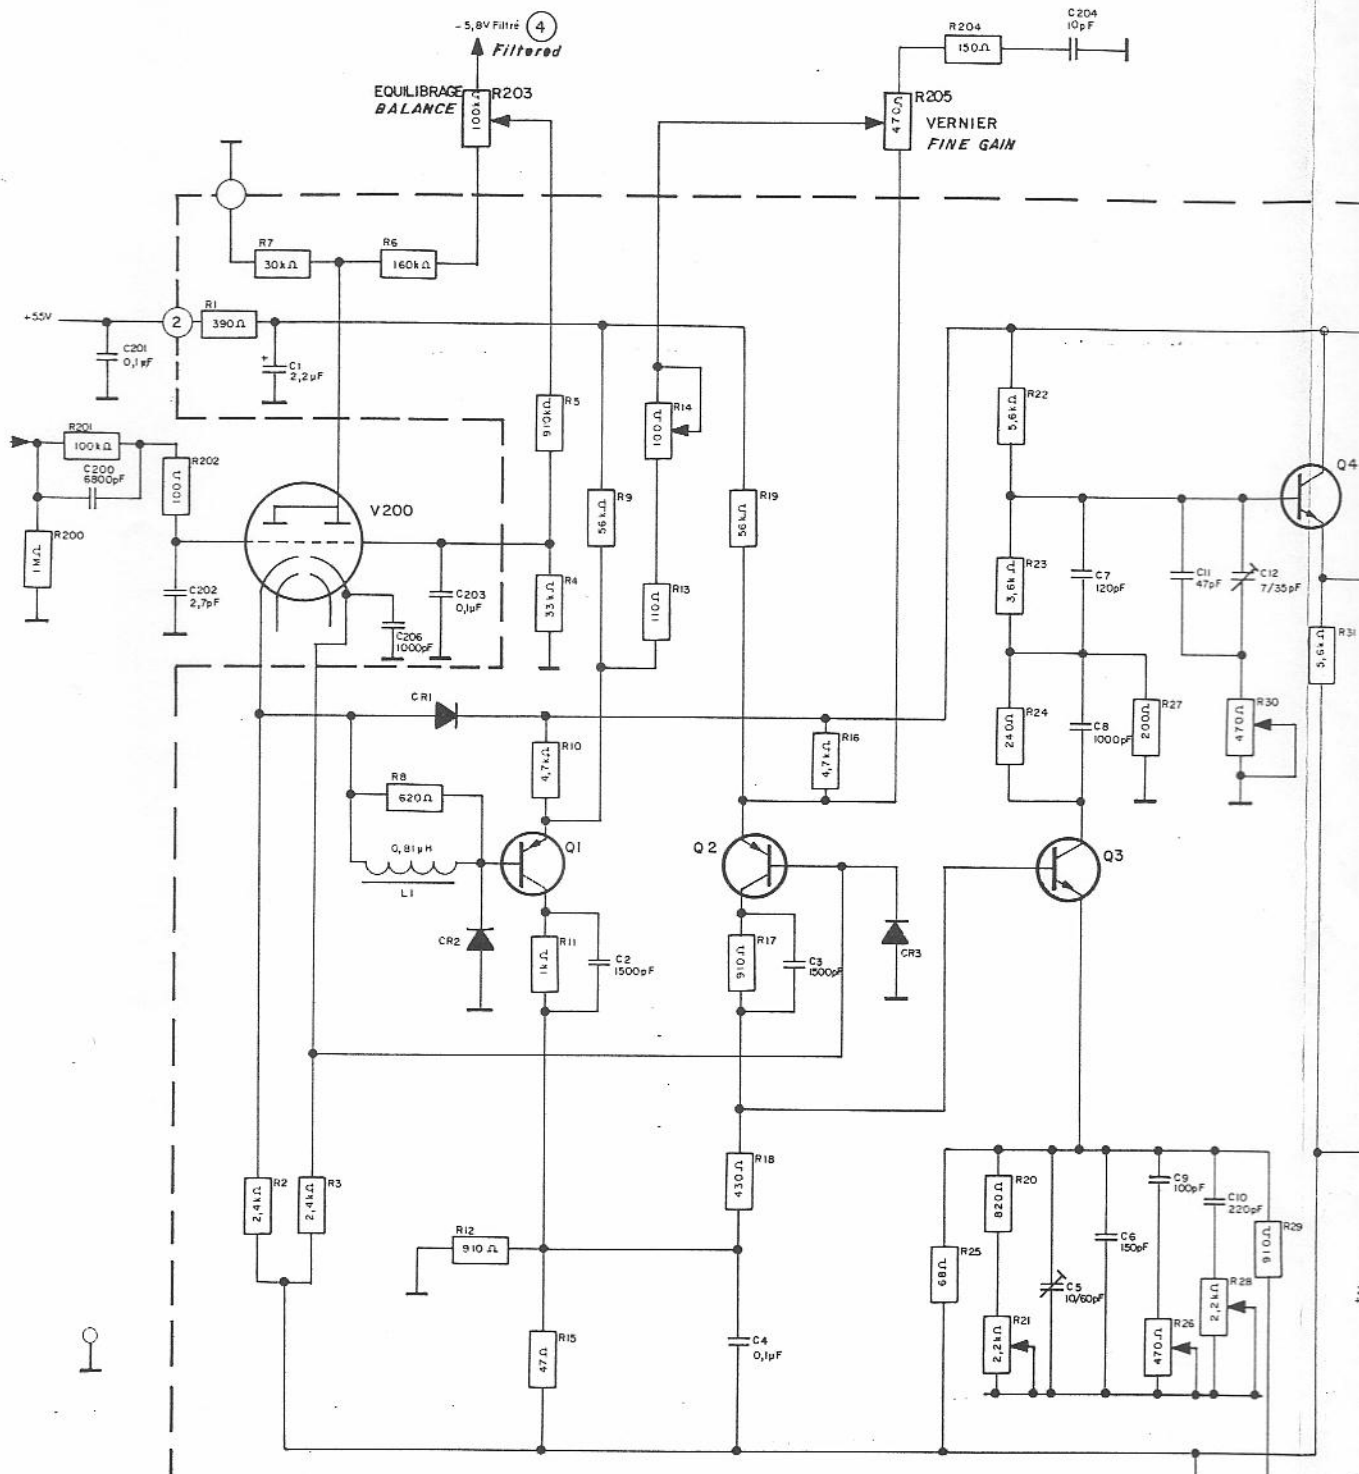 -5,8V Filtré 4
Filtered
EQUILIBRAGE
BALANCE
R203
100kΩ
R204
150Ω
C204
10pF
R205
470Ω
VERNIER
FINE GAIN
R7
30kΩ
R6
160kΩ
+55V
2
R1
390Ω
C201
0,1µF
+
C1
2,2µF
R5
910kΩ
R14
100Ω
R22
5,6kΩ
R201
100kΩ
C200
6800pF
R202
100Ω
V200
R9
56kΩ
R19
56kΩ
Q4
R200
1MΩ
C202
2,7pF
C203
0,1µF
R4
33kΩ
R13
110Ω
R23
3,6kΩ
C7
120pF
C11
47pF
C12
7/35pF
C206
1000pF
R31
5,6kΩ
CR1
R10
4,7kΩ
R16
4,7kΩ
R24
240Ω
C8
1000pF
R27
200Ω
R30
470Ω
R8
620Ω
0,81µH
L1
Q1
Q2
Q3
CR2
R11
1kΩ
C2
1500pF
R17
910Ω
C3
1500pF
CR3
R2
2,4kΩ
R3
2,4kΩ
R18
430Ω
R20
820Ω
C9
100pF
C10
220pF
R12
910Ω
R25
68Ω
C6
150pF
R29
910Ω
C5
10/60pF
R28
2,2kΩ
R15
47Ω
C4
0,1µF
R21
2,2kΩ
R26
470Ω